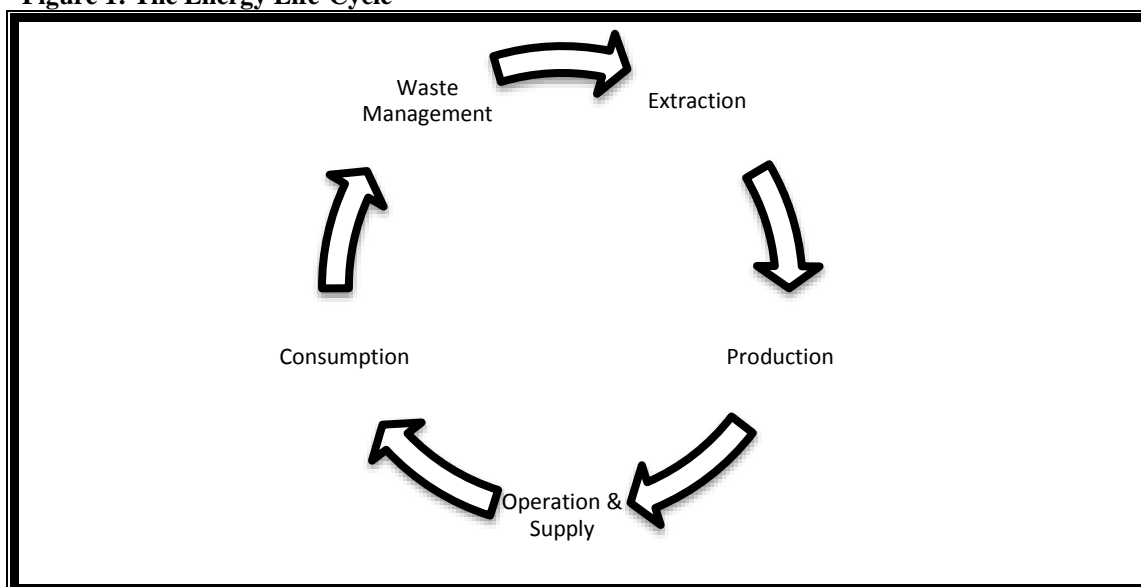 Figure 1: The Energy Life-Cycle
Waste
Management
Extraction
Production
Operation &
Supply
Consumption